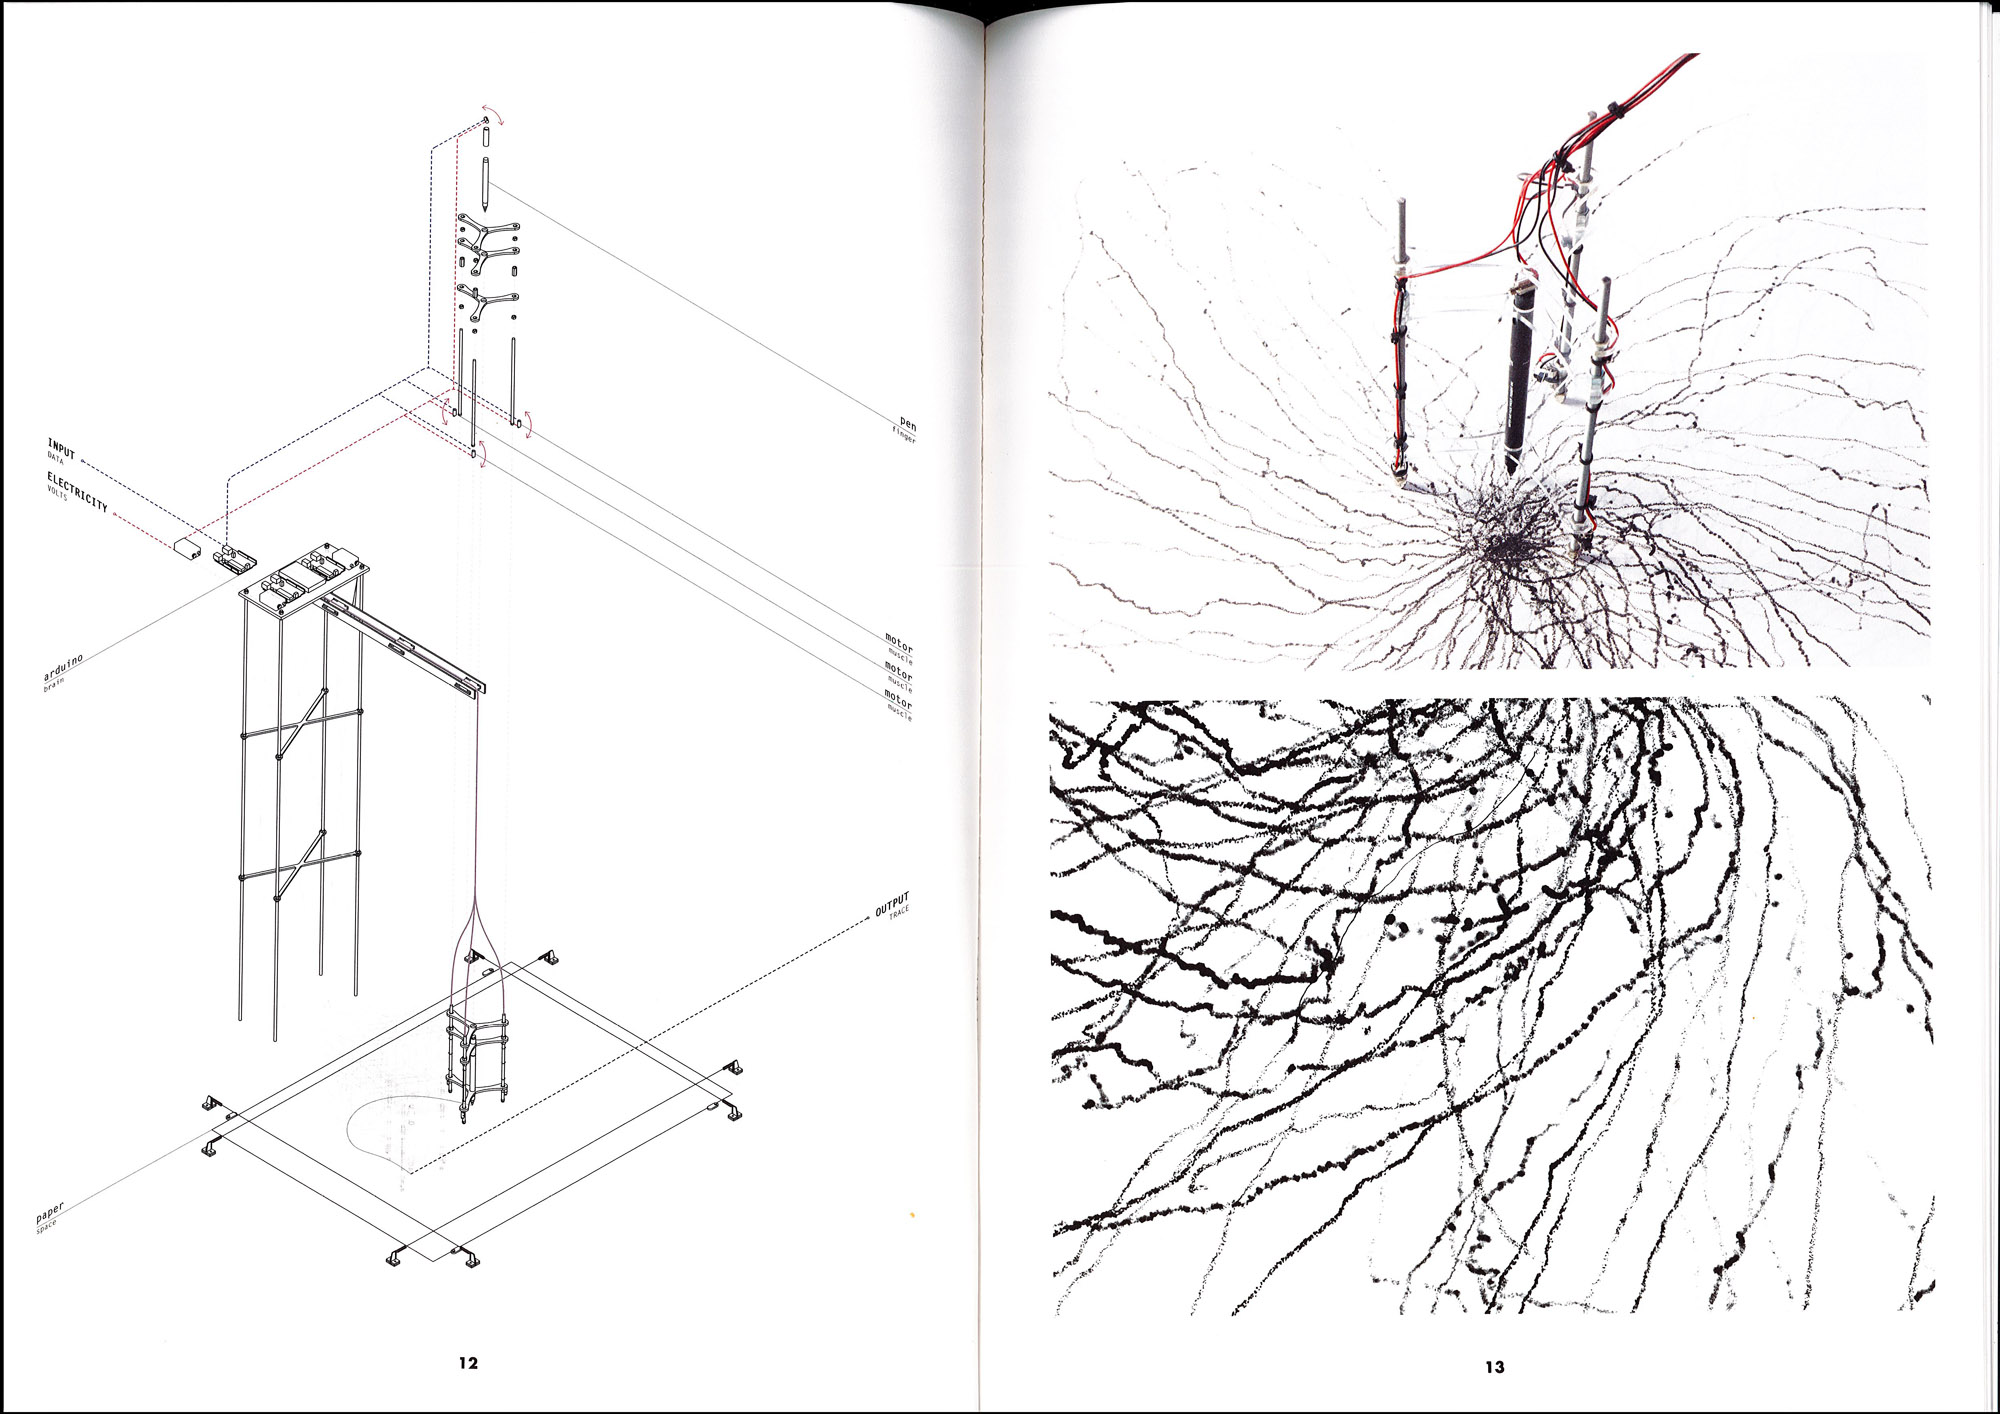 pen
finger
INPUT
DATA
ELECTRICITY
VOLTS
motor
muscle
motor
muscle
motor
muscle
arduino
brain
OUTPUT
TRACE
paper
space
12
13